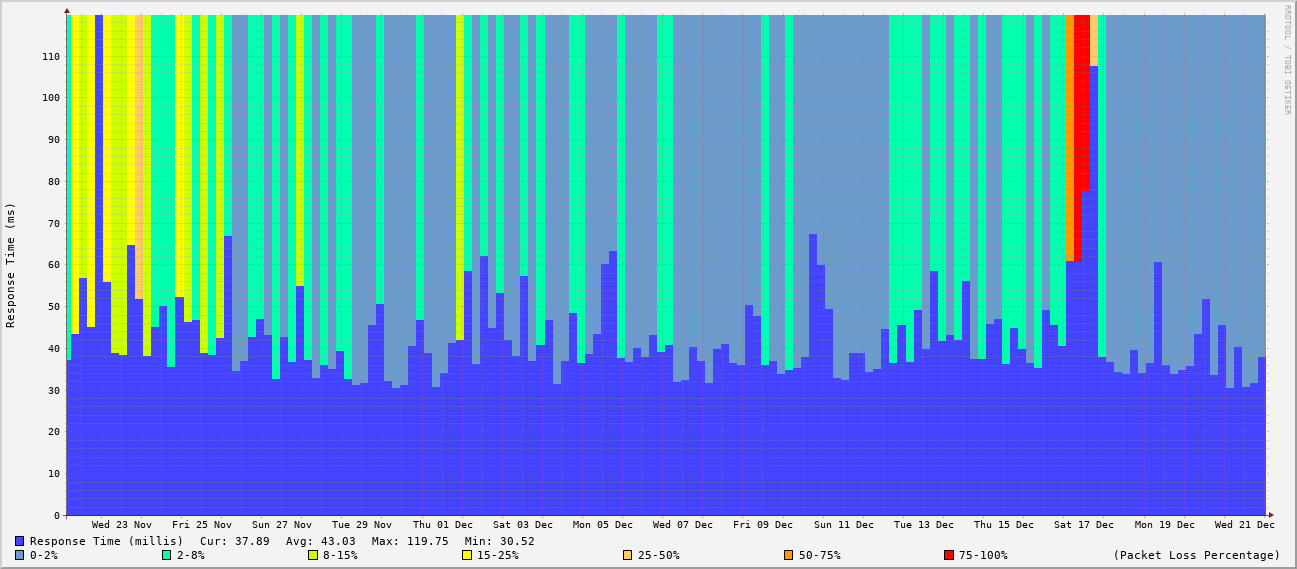 RRDTOOL / TOBI OETIKER
Response Time (ms)
110
100
90
80
70
60
50
40
30
20
10
0
Wed 23 Nov Fri 25 Nov Sun 27 Nov Tue 29 Nov Thu 01 Dec Sat 03 Dec Mon 05 Dec Wed 07 Dec Fri 09 Dec Sun 11 Dec Tue 13 Dec Thu 15 Dec Sat 17 Dec Mon 19 Dec Wed 21 Dec
Response Time (millis) Cur: 37.89 Avg: 43.03 Max: 119.75 Min: 30.52
0-2% 2-8% 8-15% 15-25% 25-50% 50-75% 75-100% (Packet Loss Percentage)